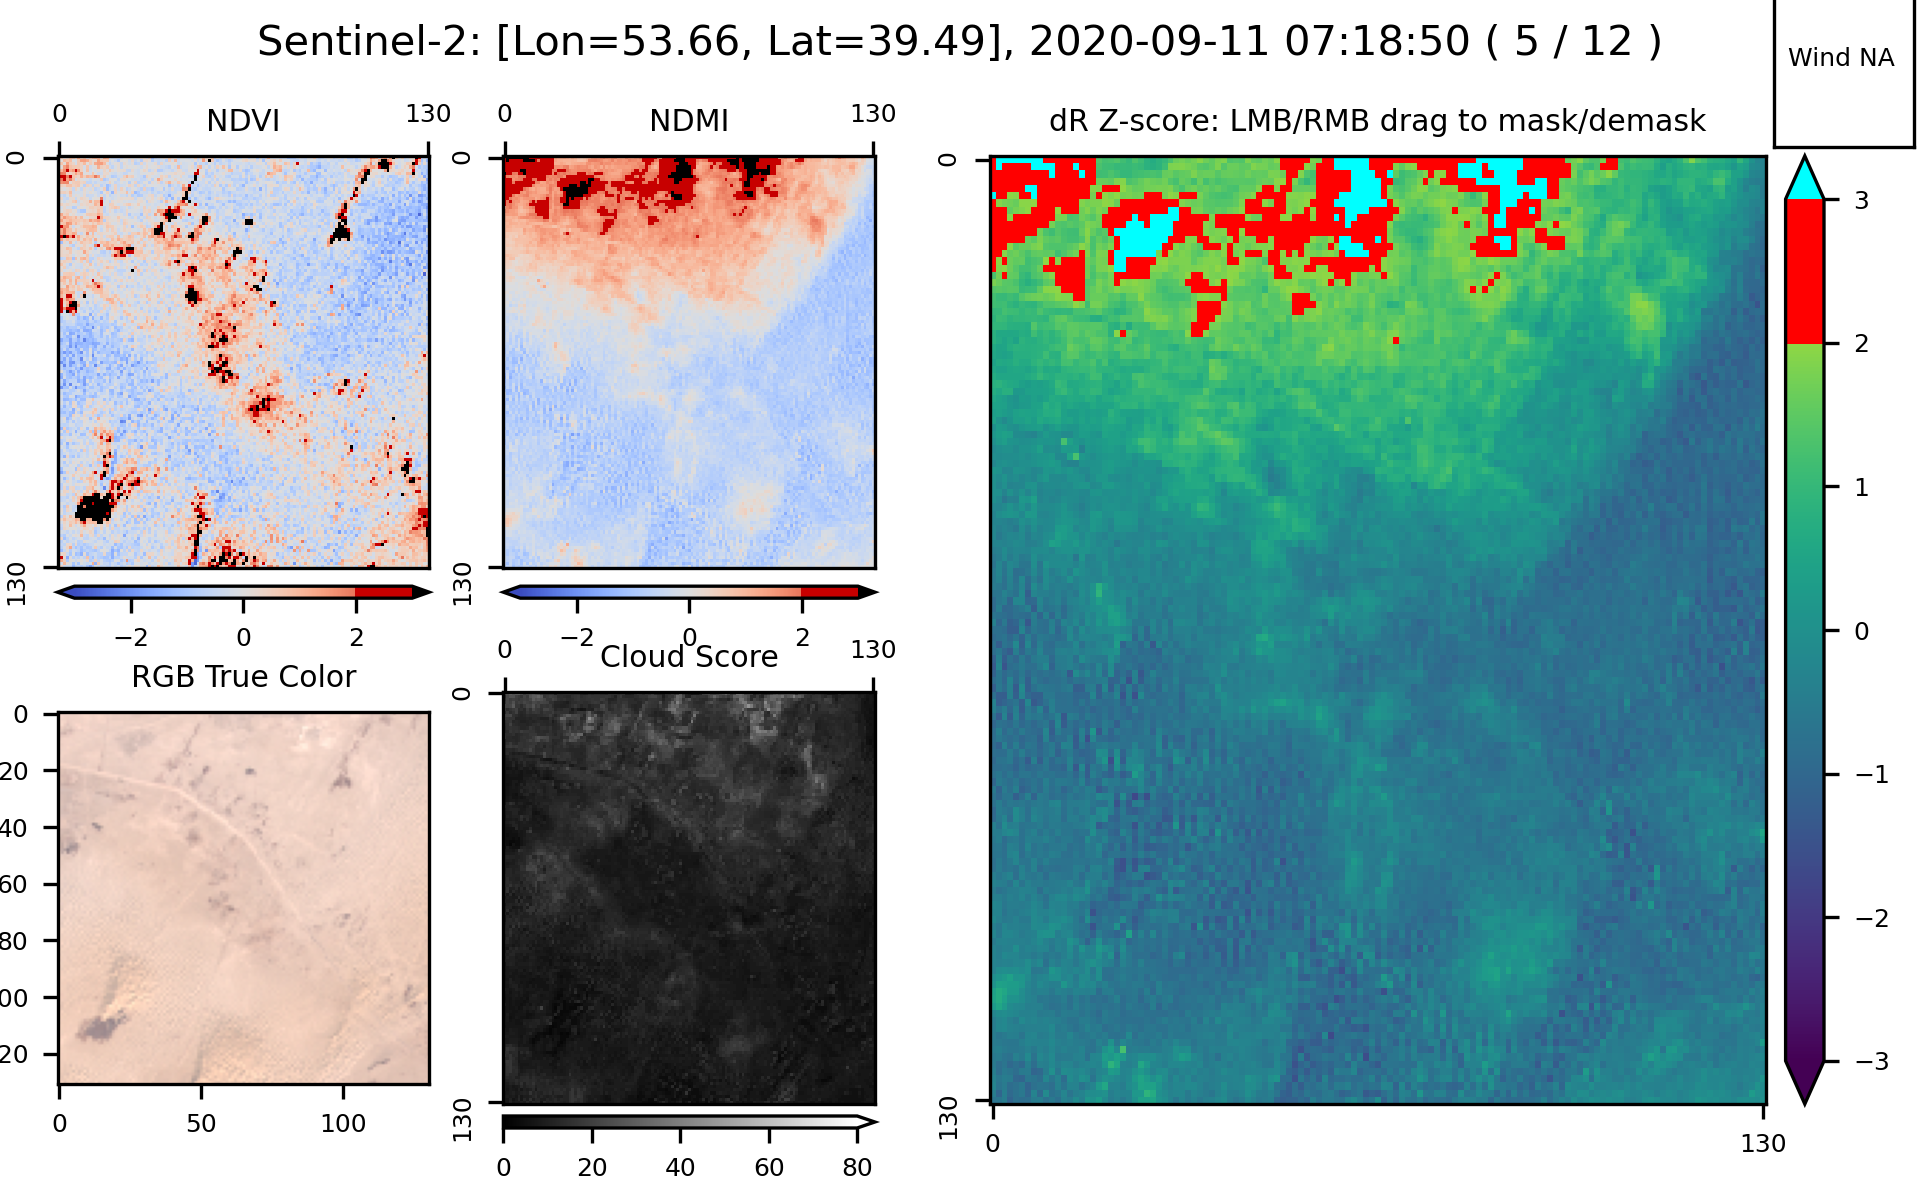 Sentinel-2: [Lon=53.66, Lat=39.49], 2020-09-11 07:18:50 ( 5 / 12 )
Wind NA
0 130
NDVI
0
130
−2 0 2
0 130
NDMI
0
130
−2 0 2
dR Z-score: LMB/RMB drag to mask/demask
0
130
0 130
3
2
1
0
−1
−2
−3
RGB True Color
0
20
40
60
80
00
20
0 50 100
0 130
Cloud Score
0
130
0 20 40 60 80